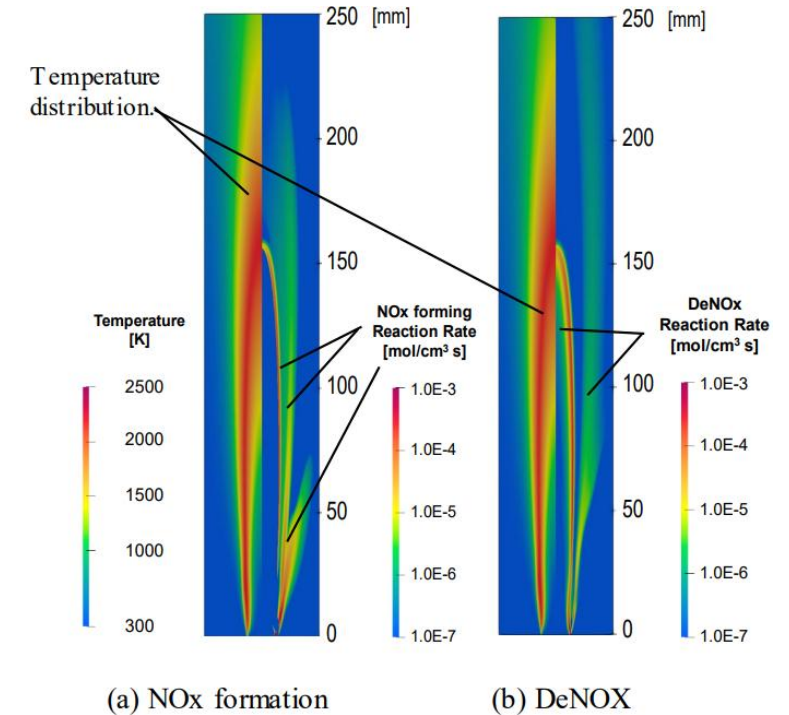 250 [mm]
250 [mm]
Temperature
distribution.
200
200
150
150
NOx forming
Reaction Rate
[mol/cm³ s]
DeNOx
Reaction Rate
[mol/cm³ s]
Temperature
[K]
100
100
2500
2000
1500
1000
300
1.0E-3
1.0E-4
1.0E-5
1.0E-6
1.0E-7
1.0E-3
1.0E-4
1.0E-5
1.0E-6
1.0E-7
50
50
0
0
(a) NOx formation
(b) DeNOX